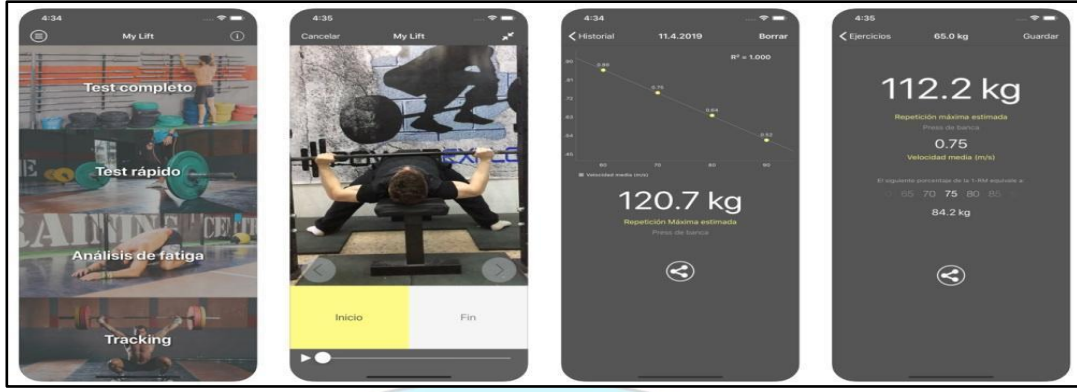 4:34
My Lift
Test completo
Test rápido
Análisis de fatiga
Tracking
4:35
Cancelar
My Lift
Inicio
Fin
4:34
Historial
11.4.2019
Borrar
R² = 1.000
0.86
0.75
0.64
0.52
60
70
80
90
Velocidad media (m/s)
120.7 kg
Repetición Máxima estimada
Press de banca
4:35
Ejercicios
65.0 kg
Guardar
112.2 kg
Repetición máxima estimada
Press de banca
0.75
Velocidad media (m/s)
El siguiente porcentaje de la 1-RM equivale a:
65 70 75 80 85
84.2 kg